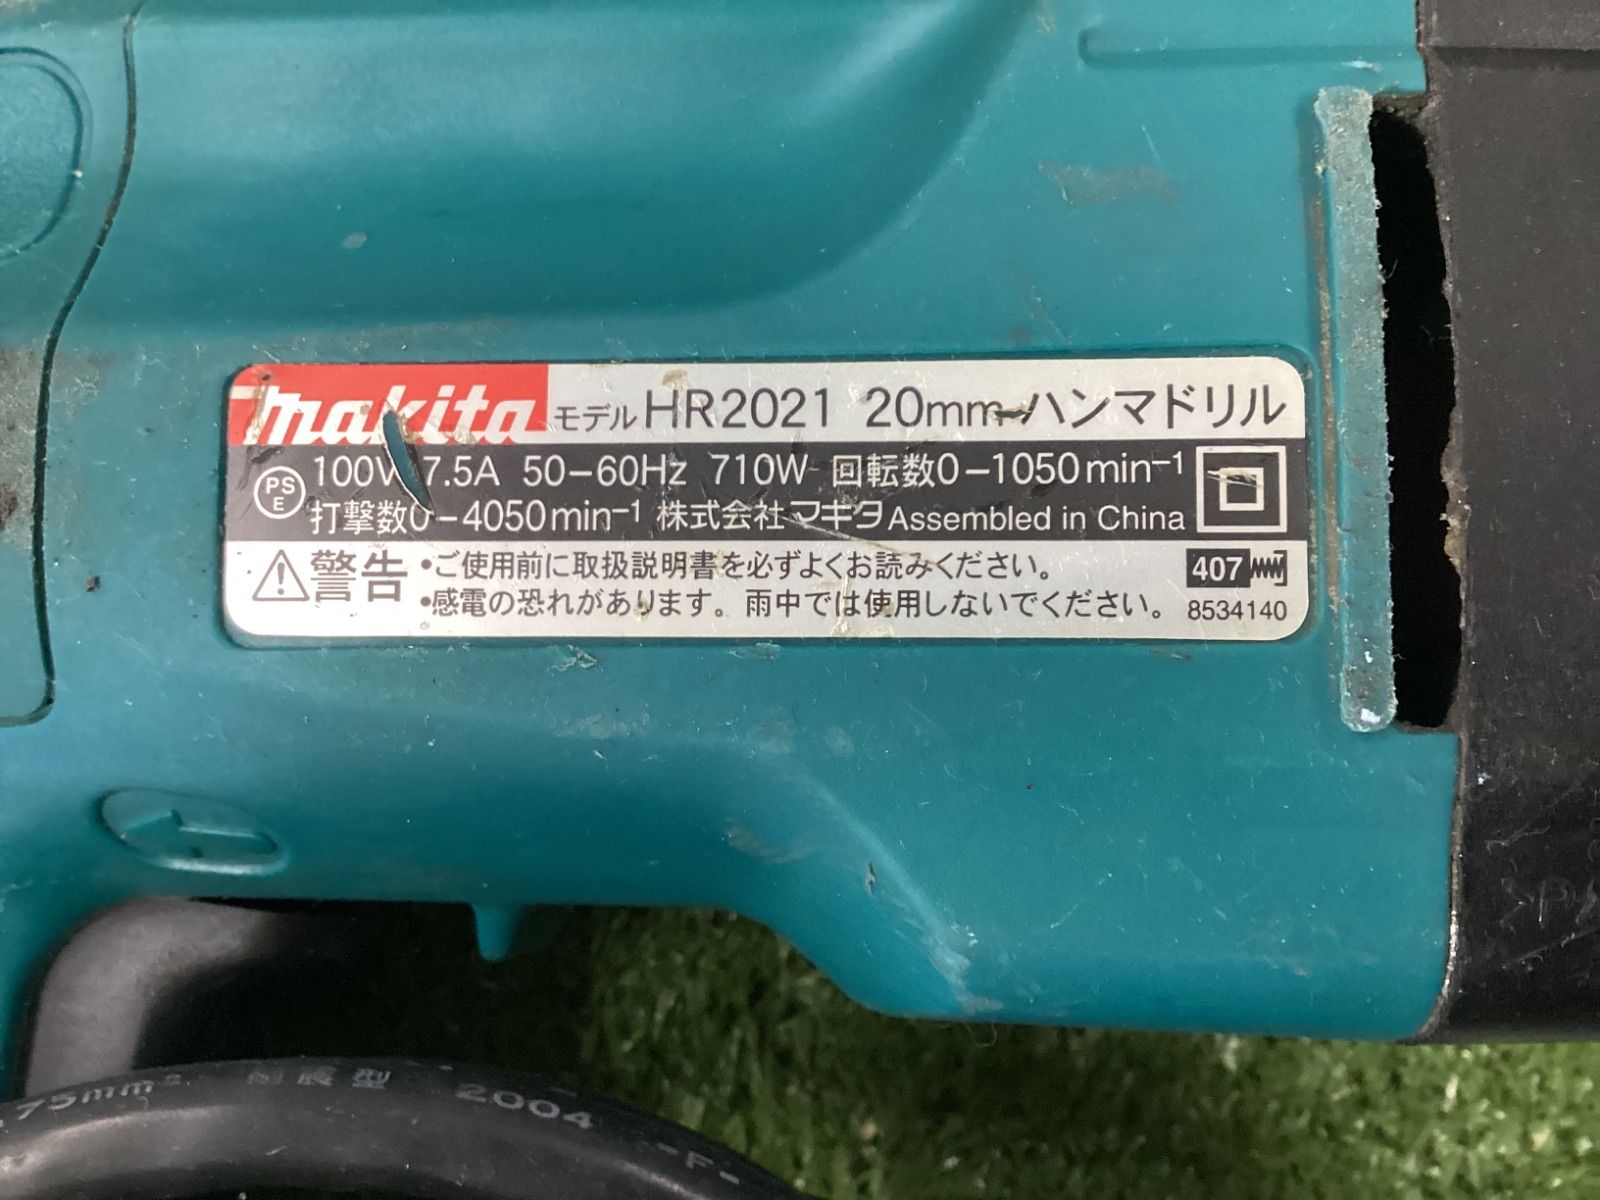 makita モデル HR2021 20mm ハンマドリル
PS E 100V 7.5A 50-60Hz 710W 回転数0-1050min⁻¹
打撃数0-4050min⁻¹ 株式会社マキタ Assembled in China
警告 •ご使用前に取扱説明書を必ずよくお読みください。 407
•感電の恐れがあります。雨中では使用しないでください。 8534140
.75mm² 耐震型 2004 -F-